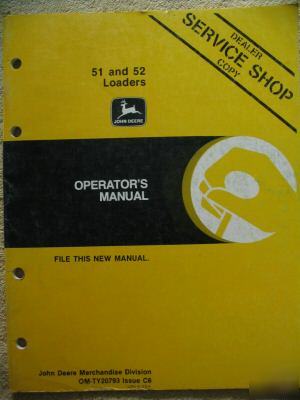 DEALER
SERVICE SHOP
COPY
51 and 52
Loaders
JOHN DEERE
OPERATOR'S
MANUAL
FILE THIS NEW MANUAL.
John Deere Merchandise Division
OM-TY20793 Issue C6